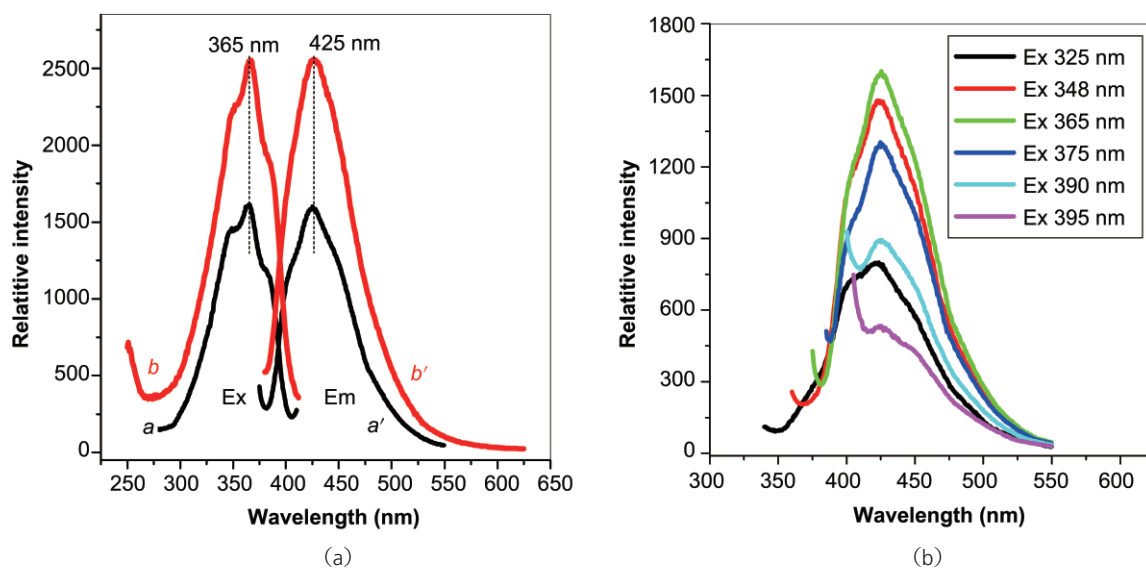 365 nm
425 nm
2500
2000
1500
1000
500
0
b
a
Ex
Em
a′
b′
250 300 350 400 450 500 550 600 650
Relatitive intensity
Wavelength (nm)
(a)
1800
1500
1200
900
600
300
0
Ex 325 nm
Ex 348 nm
Ex 365 nm
Ex 375 nm
Ex 390 nm
Ex 395 nm
300 350 400 450 500 550 600
Relatitive intensity
Wavelength (nm)
(b)